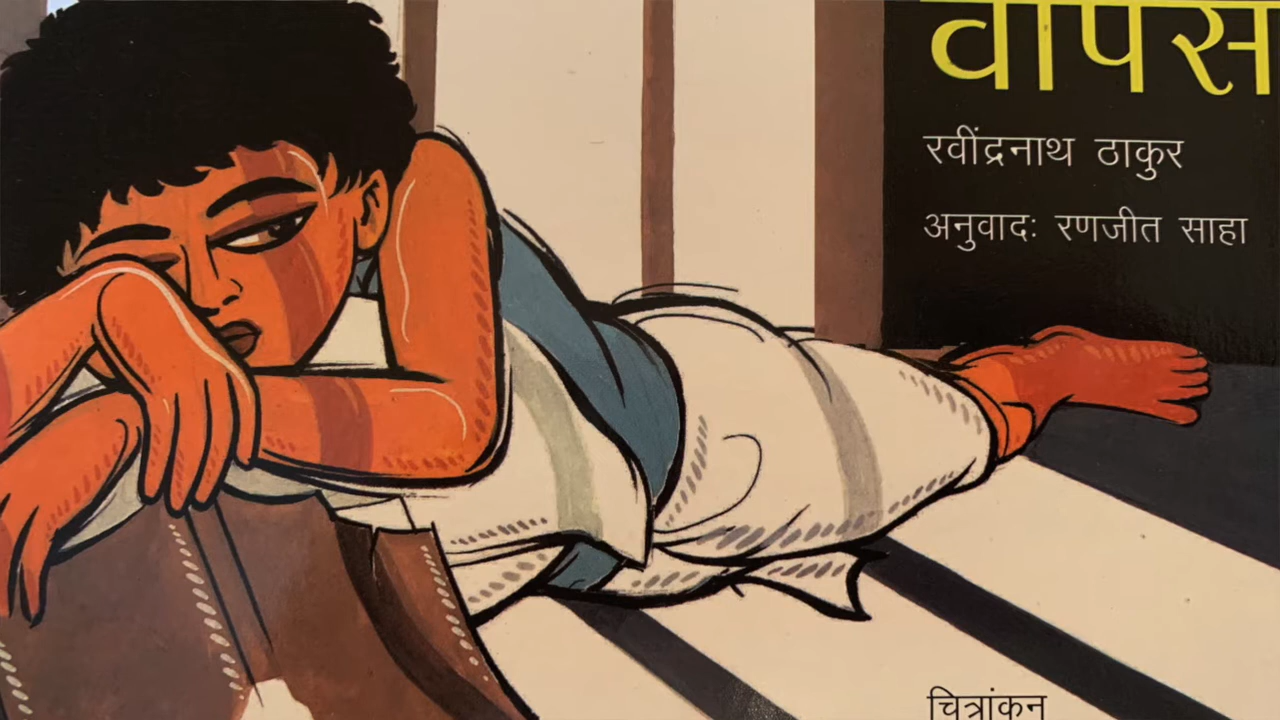 वापस
रवींद्रनाथ ठाकुर
अनुवादः रणजीत साहा
चित्रांकन